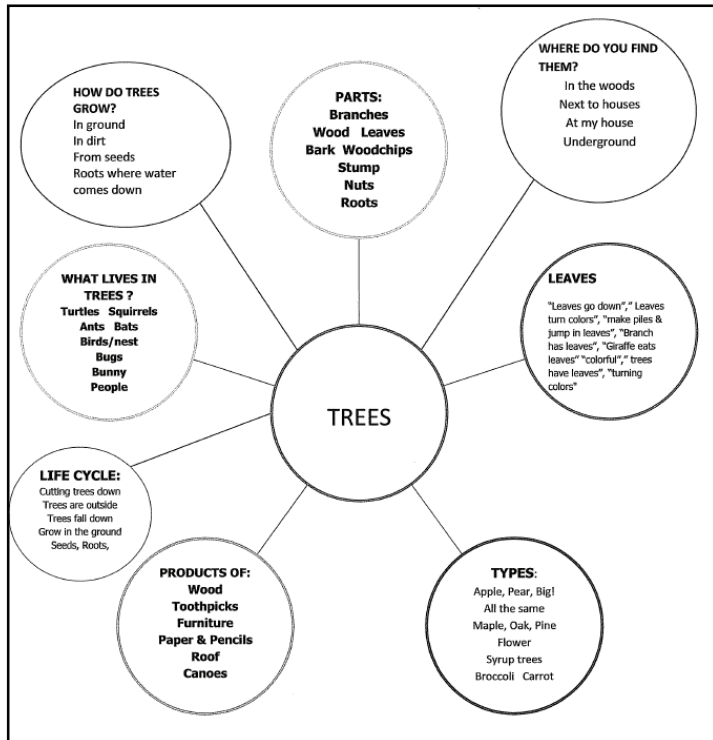 HOW DO TREES
GROW?
In ground
In dirt
From seeds
Roots where water
comes down
PARTS:
Branches
Wood Leaves
Bark Woodchips
Stump
Nuts
Roots
WHERE DO YOU FIND
THEM?
In the woods
Next to houses
At my house
Underground
WHAT LIVES IN
TREES ?
Turtles Squirrels
Ants Bats
Birds/nest
Bugs
Bunny
People
LEAVES
"Leaves go down"," Leaves
turn colors", "make piles &
jump in leaves", "Branch
has leaves", "Giraffe eats
leaves" "colorful"," trees
have leaves", "turning
colors"
TREES
LIFE CYCLE:
Cutting trees down
Trees are outside
Trees fall down
Grow in the ground
Seeds, Roots,
PRODUCTS OF:
Wood
Toothpicks
Furniture
Paper & Pencils
Roof
Canoes
TYPES:
Apple, Pear, Big!
All the same
Maple, Oak, Pine
Flower
Syrup trees
Broccoli Carrot